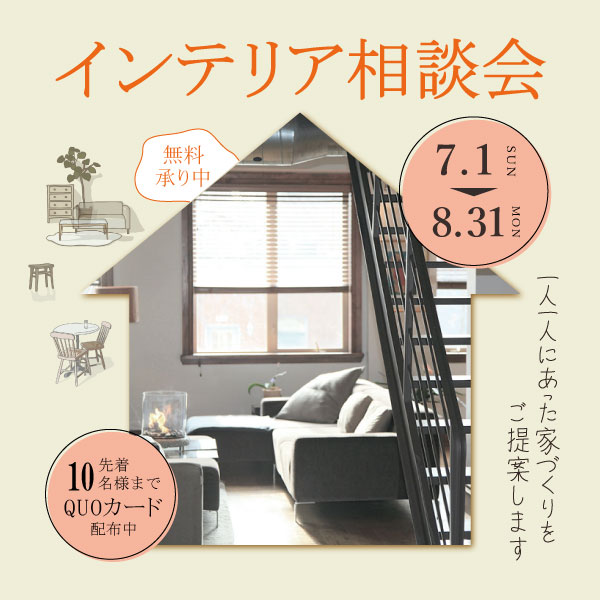 インテリア相談会
無料
承り中
7.1 SUN
8.31 MON
一人一人にあった家づくりを
ご提案します
先着
10名様まで
QUOカード
配布中